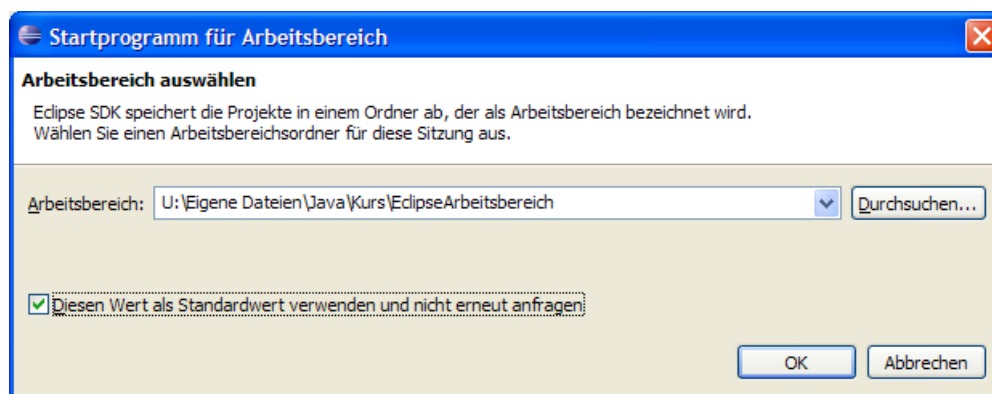 Startprogramm für Arbeitsbereich
Arbeitsbereich auswählen
Eclipse SDK speichert die Projekte in einem Ordner ab, der als Arbeitsbereich bezeichnet wird.
Wählen Sie einen Arbeitsbereichsordner für diese Sitzung aus.
Arbeitsbereich: U:\Eigene Dateien\Java\Kurs\EclipseArbeitsbereich Durchsuchen...
Diesen Wert als Standardwert verwenden und nicht erneut anfragen
OK Abbrechen